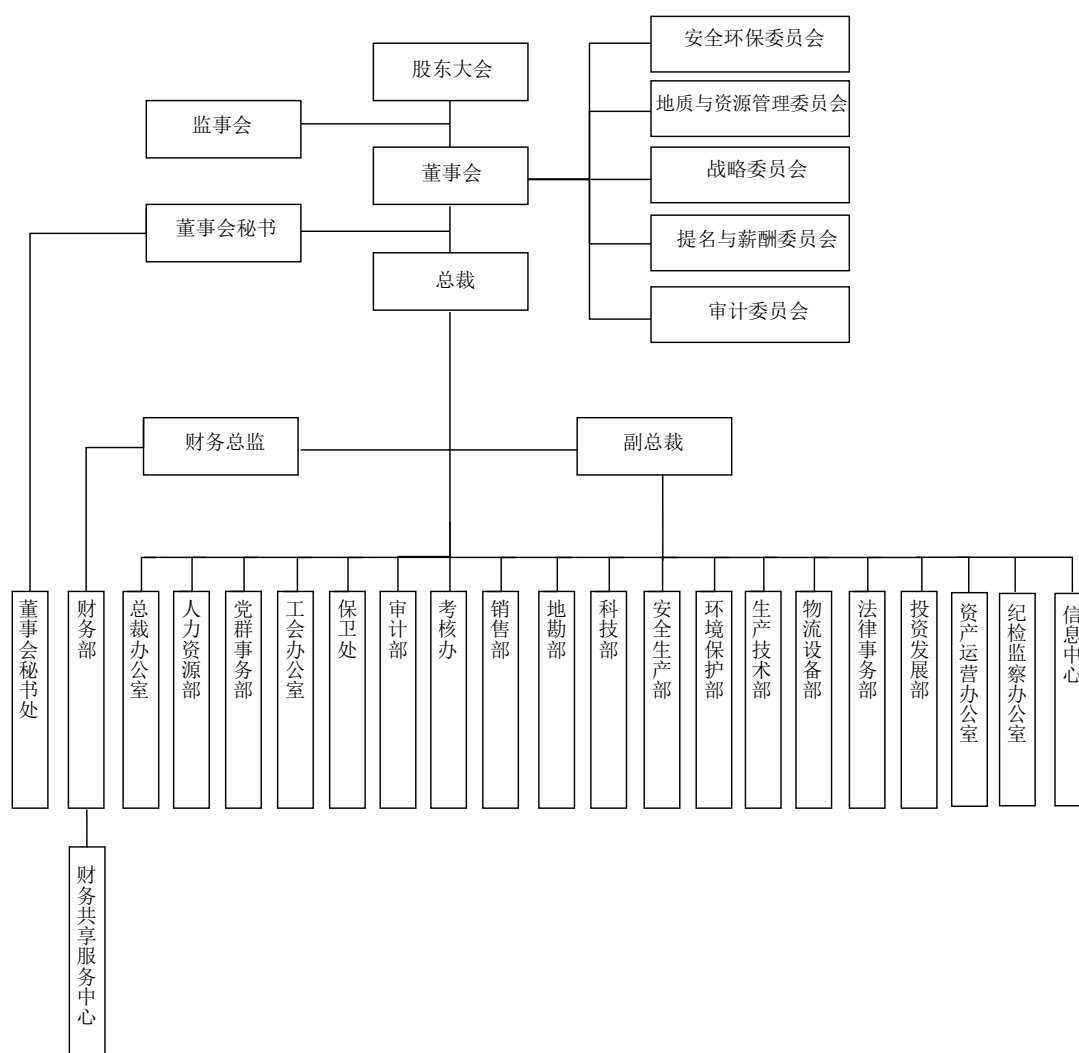 安全环保委员会
股东大会
地质与资源管理委员会
监事会
董事会
战略委员会
董事会秘书
提名与薪酬委员会
总裁
审计委员会
财务总监
副总裁
董事会秘书处
财务部
总裁办公室
人力资源部
党群事务部
工会办公室
保卫处
审计部
考核办
销售部
地勘部
科技部
安全生产部
环境保护部
生产技术部
物流设备部
法律事务部
投资发展部
资产运营办公室
纪检监察办公室
信息中心
财务共享服务中心